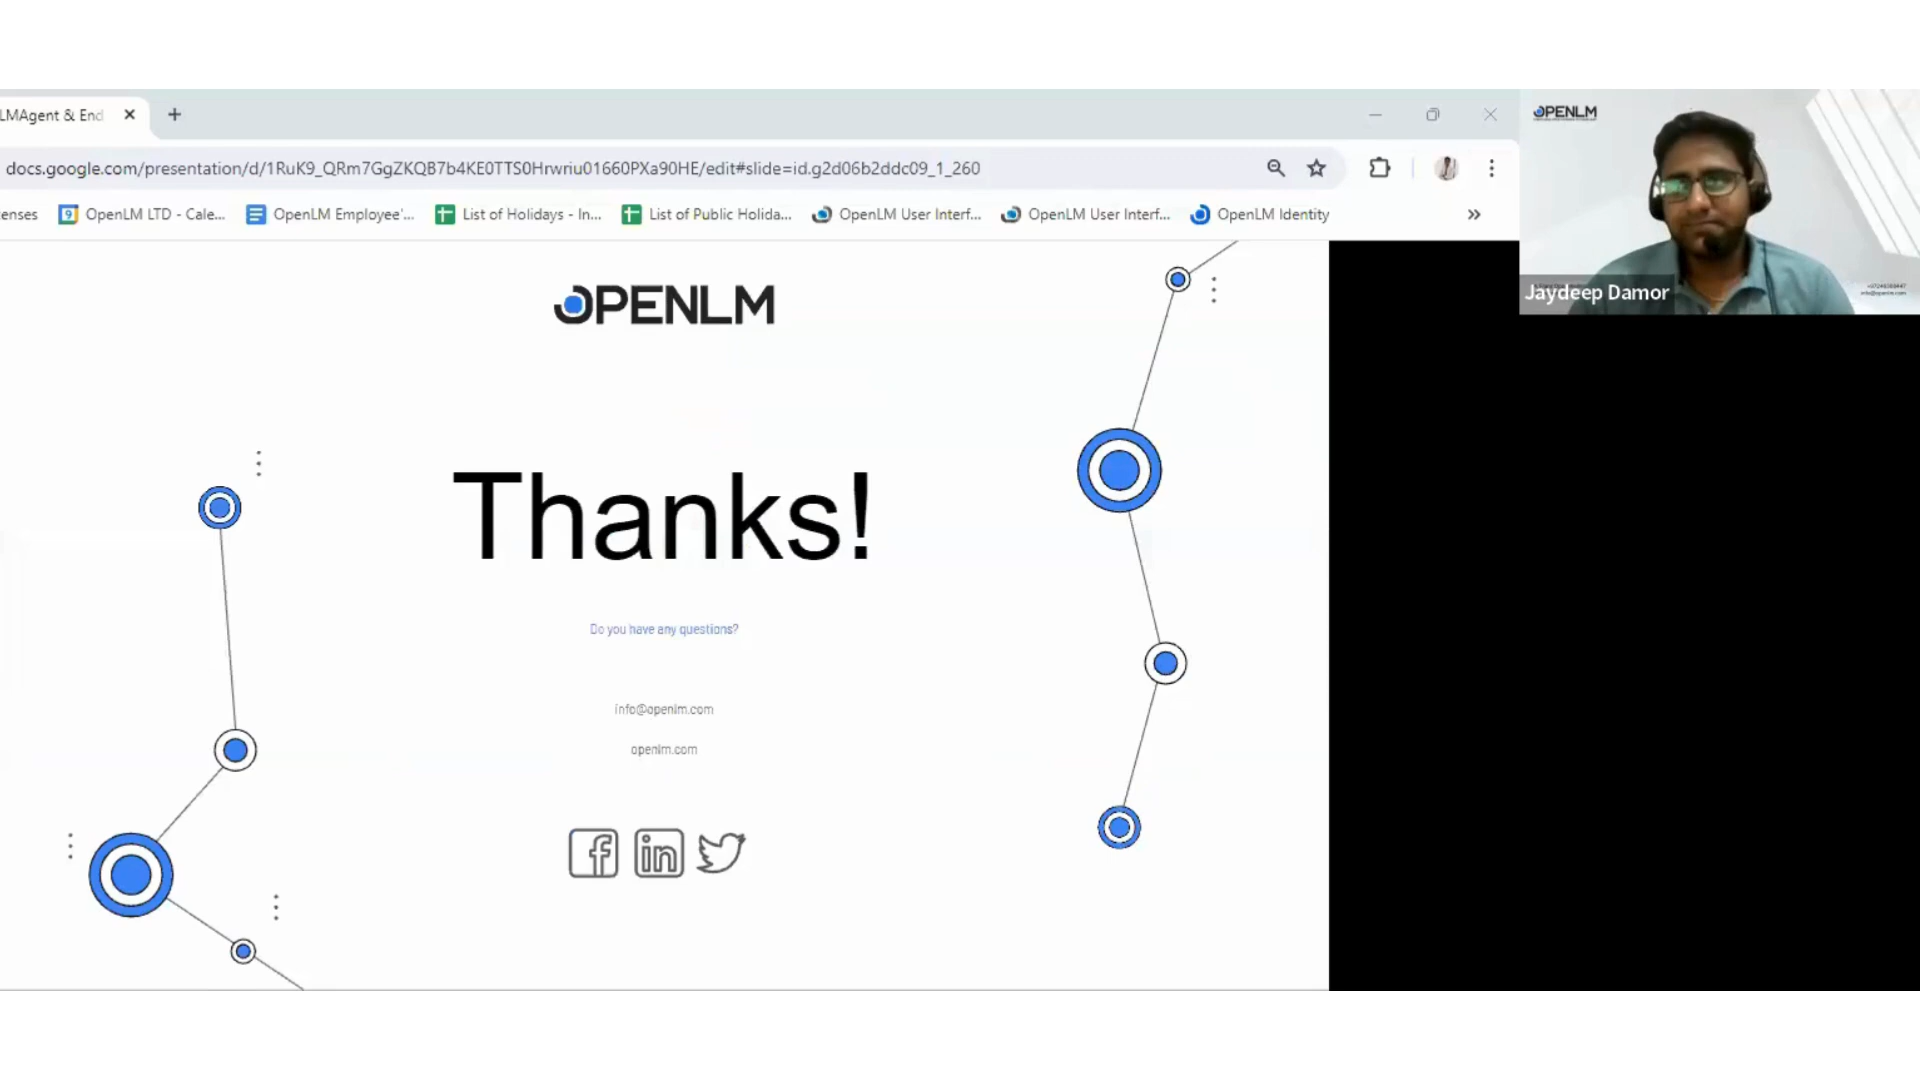 LMAgent & End
docs.google.com/presentation/d/1RuK9_QRm7GgZKQB7b4KE0TTS0Hrwriu01660PXa90HE/edit#slide=id.g2d06b2ddc09_1_260
enses
9
OpenLM LTD - Cale...
OpenLM Employee'...
List of Holidays - In...
List of Public Holida...
OpenLM User Interf...
OpenLM User Interf...
OpenLM Identity
OPENLM
Jaydeep Damor
OPENLM
Thanks!
Do you have any questions?
info@openlm.com
openlm.com
f
in